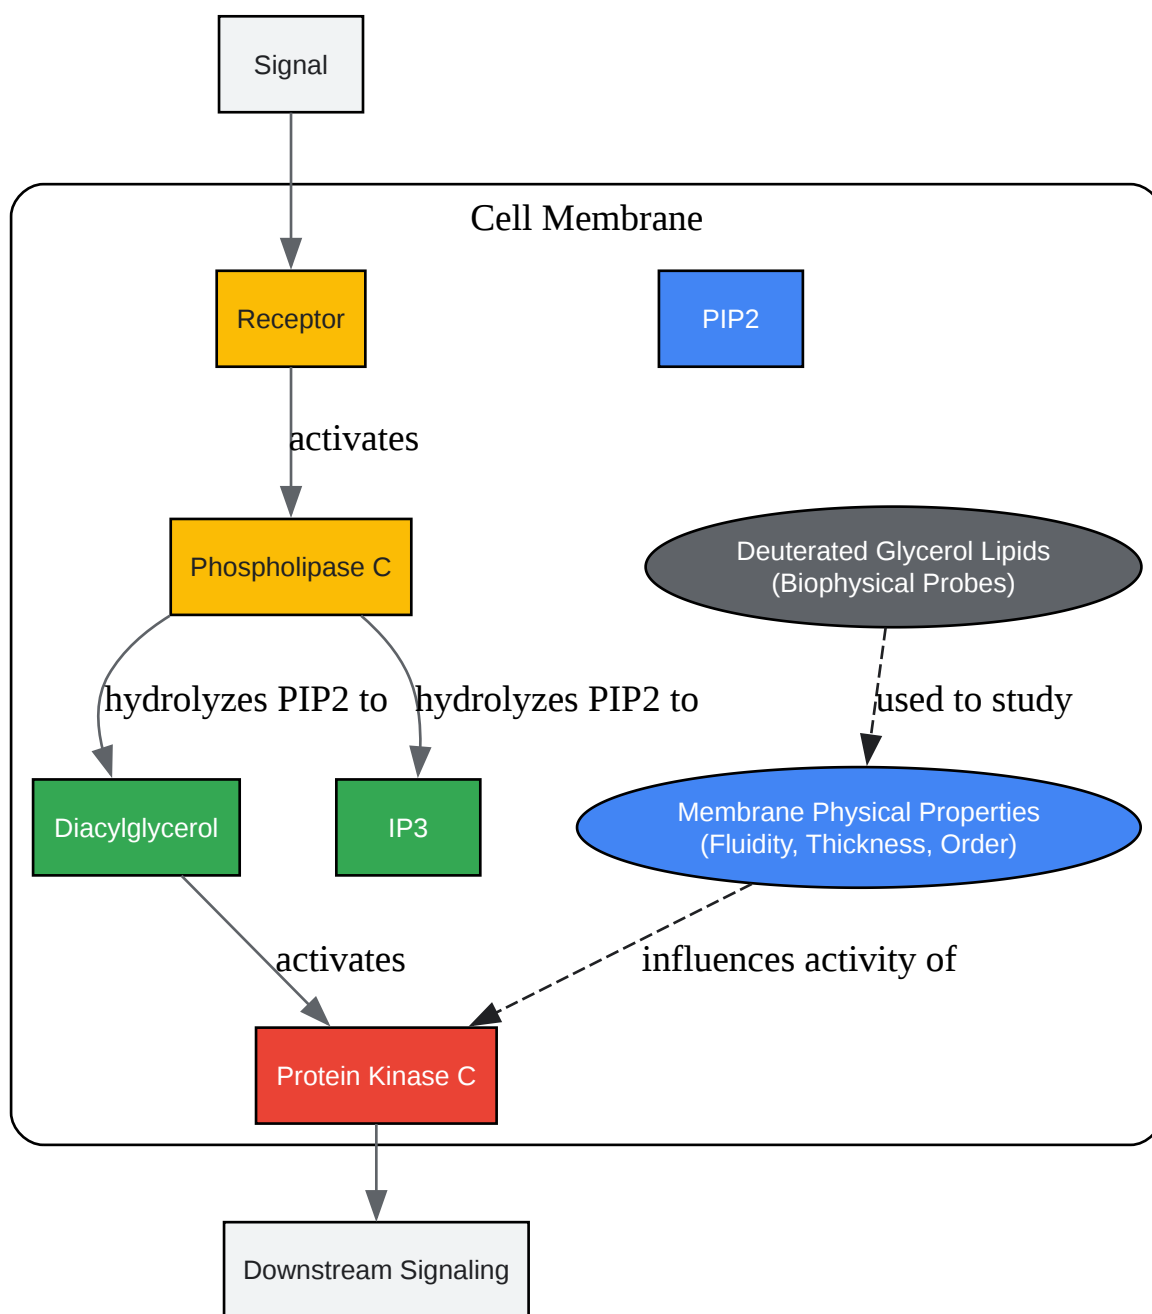 Signal
Cell Membrane
Receptor
PIP2
activates
Phospholipase C
Deuterated Glycerol Lipids
(Biophysical Probes)
hydrolyzes PIP2 to
hydrolyzes PIP2 to
used to study
Diacylglycerol
IP3
Membrane Physical Properties
(Fluidity, Thickness, Order)
activates
influences activity of
Protein Kinase C
Downstream Signaling